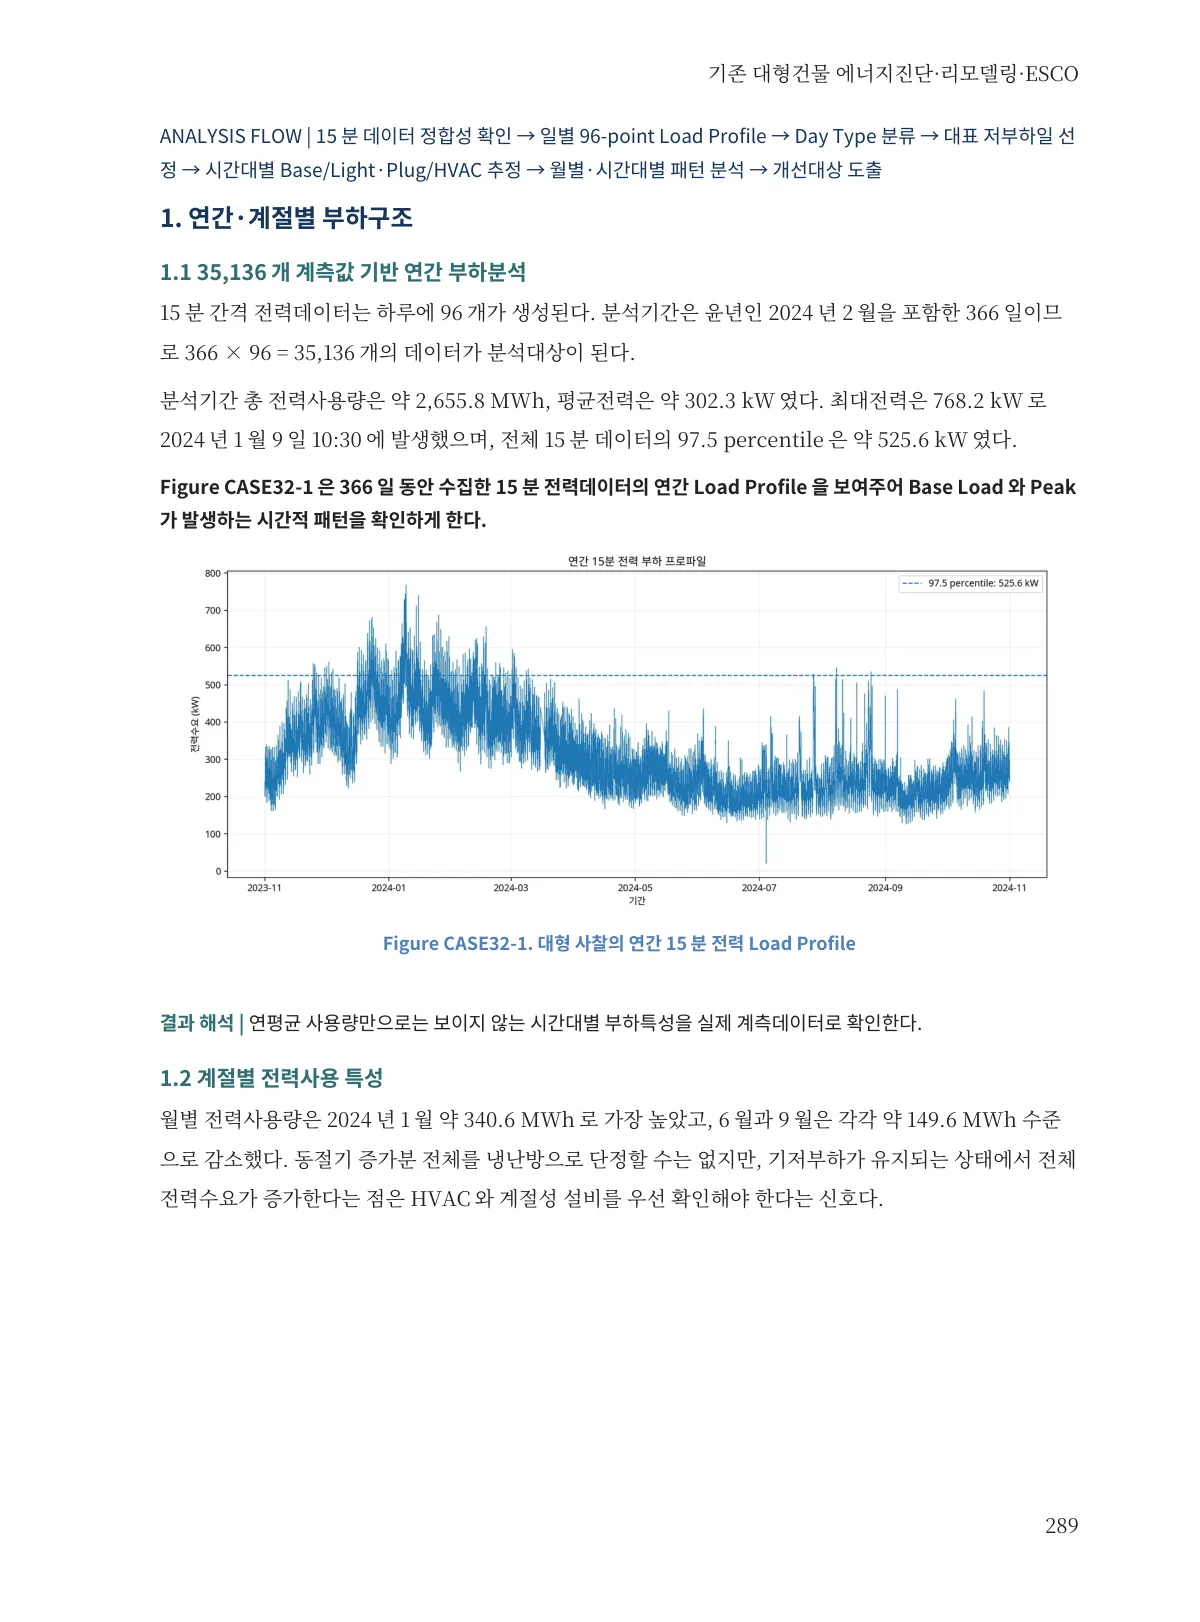 기존 대형건물 에너지진단·리모델링·ESCO
ANALYSIS FLOW | 15 분 데이터 정합성 확인 → 일별 96-point Load Profile → Day Type 분류 → 대표 저부하일 선
정 → 시간대별 Base/Light·Plug/HVAC 추정 → 월별·시간대별 패턴 분석 → 개선대상 도출
1. 연간·계절별 부하구조
1.1 35,136 개 계측값 기반 연간 부하분석
15 분 간격 전력데이터는 하루에 96 개가 생성된다. 분석기간은 윤년인 2024 년 2 월을 포함한 366 일이므
로 366 × 96 = 35,136 개의 데이터가 분석대상이 된다.
분석기간 총 전력사용량은 약 2,655.8 MWh, 평균전력은 약 302.3 kW 였다. 최대전력은 768.2 kW 로
2024 년 1 월 9 일 10:30 에 발생했으며, 전체 15 분 데이터의 97.5 percentile 은 약 525.6 kW 였다.
Figure CASE32-1 은 366 일 동안 수집한 15 분 전력데이터의 연간 Load Profile 을 보여주어 Base Load 와 Peak
가 발생하는 시간적 패턴을 확인하게 한다.
연간 15분 전력 부하 프로파일
97.5 percentile: 525.6 kW
800
700
600
500
400
300
200
100
0
전력수요 (kW)
2023-11 2024-01 2024-03 2024-05 2024-07 2024-09 2024-11
기간
Figure CASE32-1. 대형 사찰의 연간 15 분 전력 Load Profile
결과 해석 | 연평균 사용량만으로는 보이지 않는 시간대별 부하특성을 실제 계측데이터로 확인한다.
1.2 계절별 전력사용 특성
월별 전력사용량은 2024 년 1 월 약 340.6 MWh 로 가장 높았고, 6 월과 9 월은 각각 약 149.6 MWh 수준
으로 감소했다. 동절기 증가분 전체를 냉난방으로 단정할 수는 없지만, 기저부하가 유지되는 상태에서 전체
전력수요가 증가한다는 점은 HVAC 와 계절성 설비를 우선 확인해야 한다는 신호다.
289